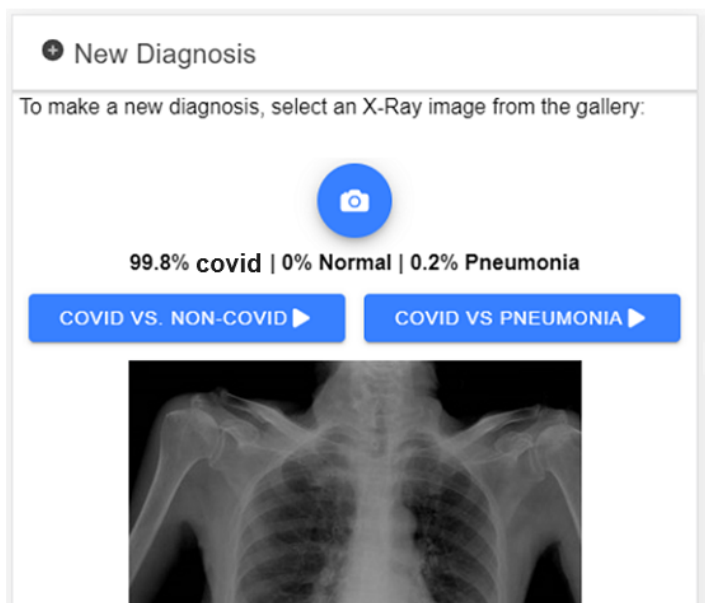 New Diagnosis
To make a new diagnosis, select an X-Ray image from the gallery:
99.8% covid | 0% Normal | 0.2% Pneumonia
COVID VS. NON-COVID COVID VS PNEUMONIA